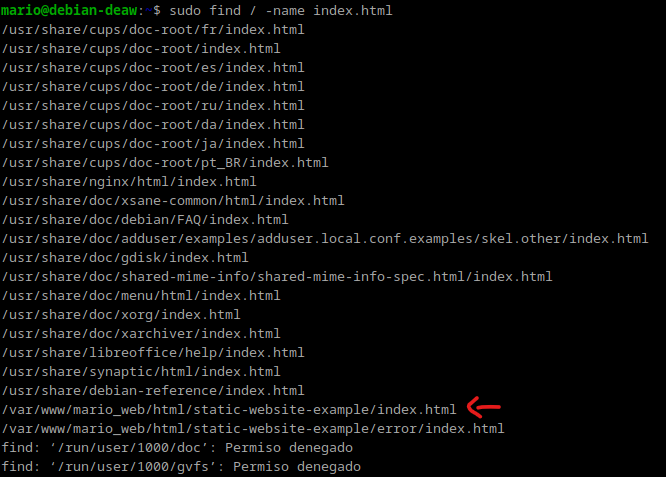 mario@debian-deaw:~$ sudo find / -name index.html
/usr/share/cups/doc-root/fr/index.html
/usr/share/cups/doc-root/index.html
/usr/share/cups/doc-root/es/index.html
/usr/share/cups/doc-root/de/index.html
/usr/share/cups/doc-root/ru/index.html
/usr/share/cups/doc-root/da/index.html
/usr/share/cups/doc-root/ja/index.html
/usr/share/cups/doc-root/pt_BR/index.html
/usr/share/nginx/html/index.html
/usr/share/doc/xsane-common/html/index.html
/usr/share/doc/debian/FAQ/index.html
/usr/share/doc/adduser/examples/adduser.local.conf.examples/skel.other/index.html
/usr/share/doc/gdisk/index.html
/usr/share/doc/shared-mime-info/shared-mime-info-spec.html/index.html
/usr/share/doc/menu/html/index.html
/usr/share/doc/xorg/index.html
/usr/share/doc/xarchiver/index.html
/usr/share/libreoffice/help/index.html
/usr/share/synaptic/html/index.html
/usr/share/debian-reference/index.html
/var/www/mario_web/html/static-website-example/index.html
/var/www/mario_web/html/static-website-example/error/index.html
find: ‘/run/user/1000/doc’: Permiso denegado
find: ‘/run/user/1000/gvfs’: Permiso denegado